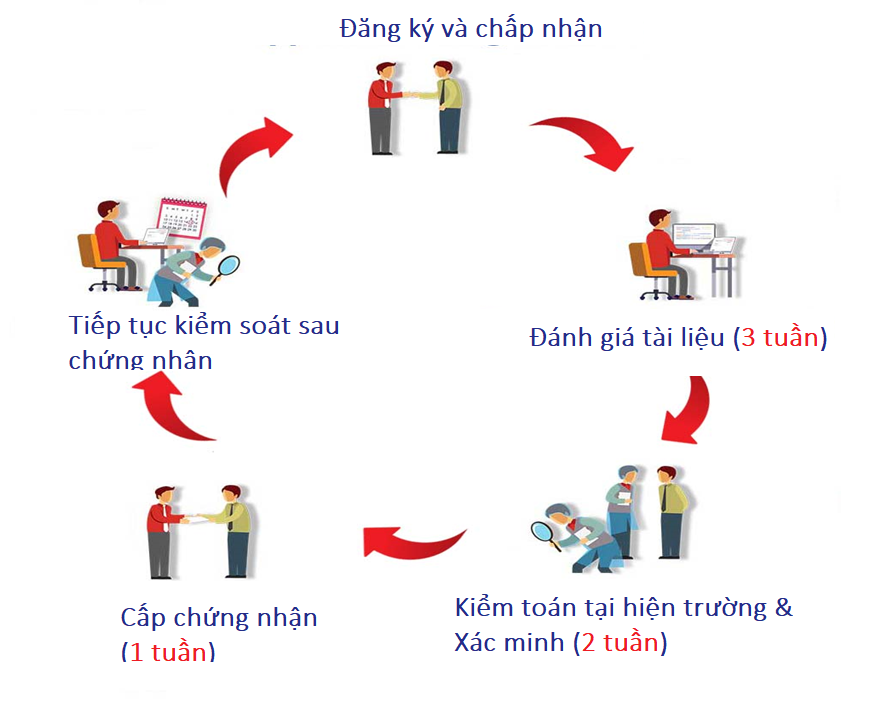 Đăng ký và chấp nhận
Đánh giá tài liệu (3 tuần)
Kiểm toán tại hiện trường &
Xác minh (2 tuần)
Cấp chứng nhận
(1 tuần)
Tiếp tục kiểm soát sau
chứng nhân